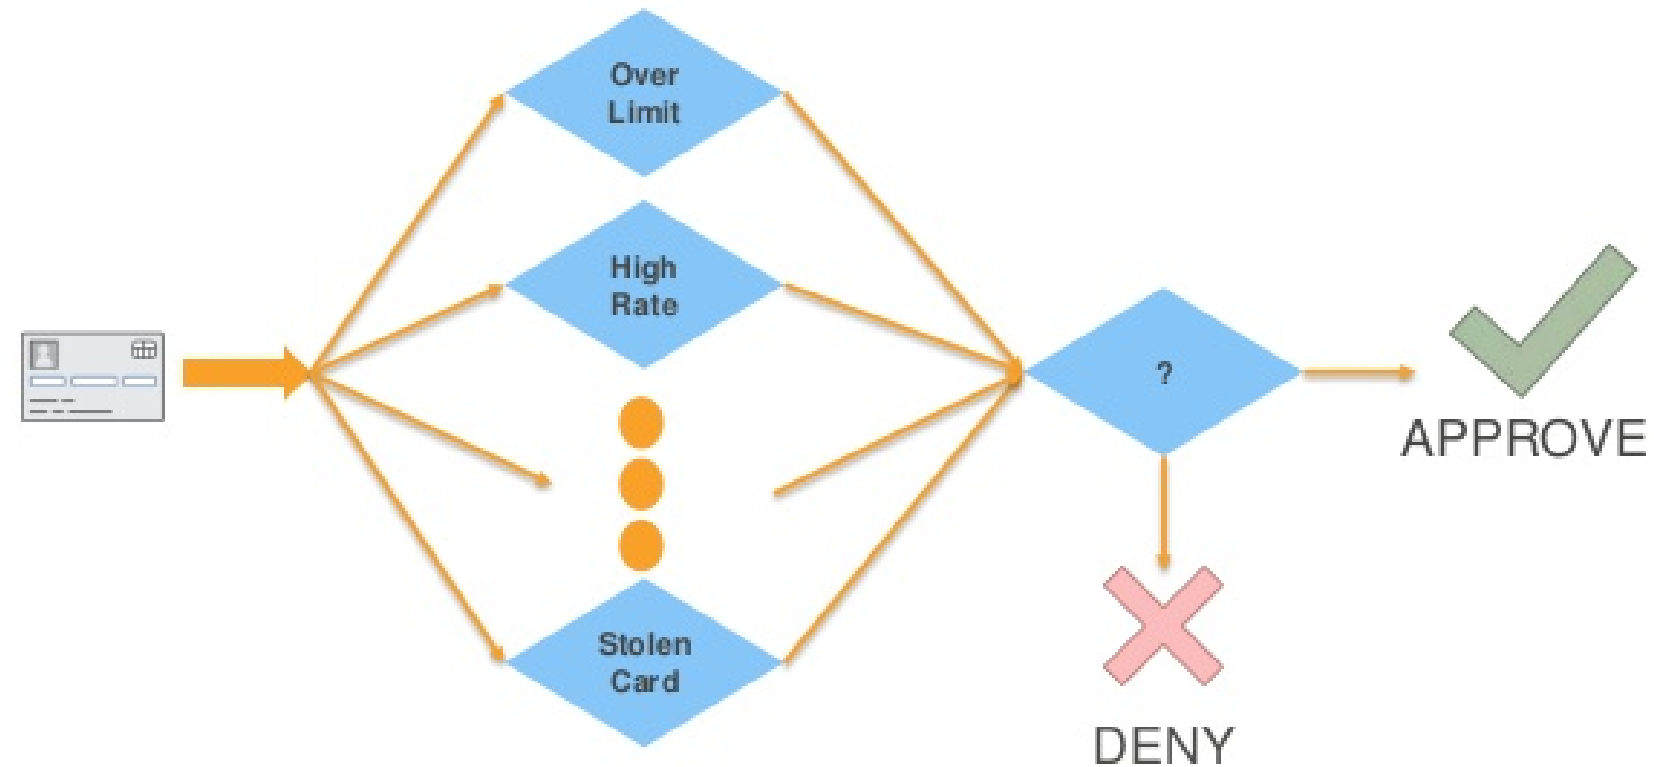 Over
Limit
High
Rate
?
APPROVE
Stolen
Card
DENY